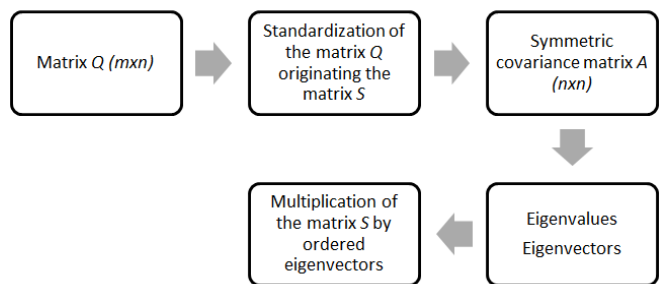 Matrix Q (mxn)
Standardization of
the matrix Q
originating the
matrix S
Symmetric
covariance matrix A
(nxn)
Multiplication of
the matrix S by
ordered
eigenvectors
Eigenvalues
Eigenvectors